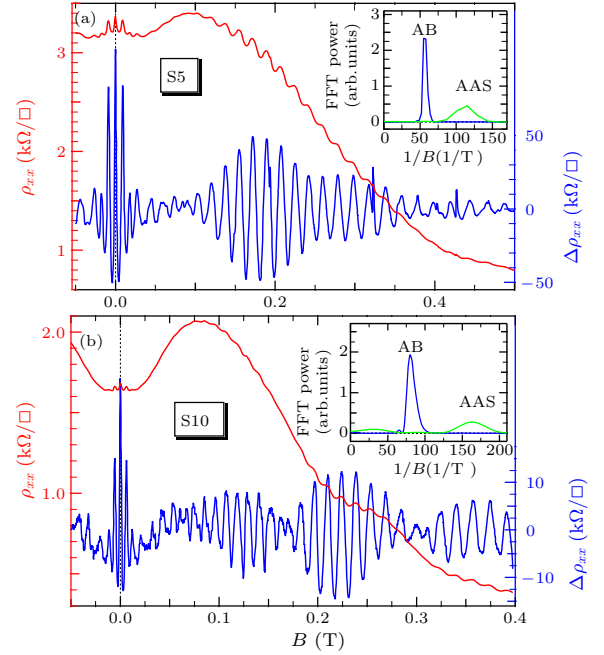 (a)
S5
ρxx (kΩ/□)
3
2
1
0.0
0.2
0.4
Δρxx (kΩ/□)
50
0
−50
FFT power
(arb.units)
3
2
1
0
AB
AAS
0
50
100
150
1/B(1/T )
(b)
S10
ρxx (kΩ/□)
2.0
1.0
0.0
0.1
0.2
0.3
0.4
B (T)
Δρxx (kΩ/□)
10
0
−10
FFT power
(arb.units)
2
1
0
AB
AAS
0
50
100
150
210
1/B(1/T )